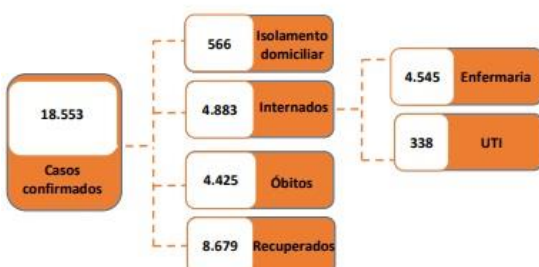 18.553
Casos
confirmados
566
Isolamento
domiciliar
4.883
Internados
4.425
Óbitos
8.679
Recuperados
4.545
Enfermaria
338
UTI